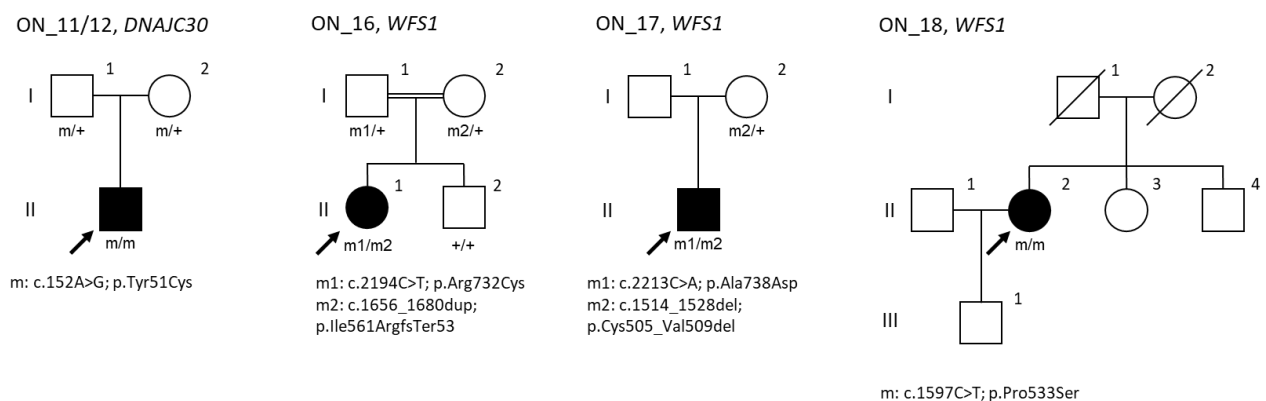 ON_11/12, DNAJC30
I
1
2
m/+
m/+
II
m/m
m: c.152A>G; p.Tyr51Cys
ON_16, WFS1
I
1
2
m1/+
m2/+
II
1
2
m1/m2
+/+
m1: c.2194C>T; p.Arg732Cys
m2: c.1656_1680dup;
p.Ile561ArgfsTer53
ON_17, WFS1
I
1
2
m2/+
II
m1/m2
m1: c.2213C>A; p.Ala738Asp
m2: c.1514_1528del;
p.Cys505_Val509del
ON_18, WFS1
I
1
2
II
1
2
3
4
m/m
III
1
m: c.1597C>T; p.Pro533Ser